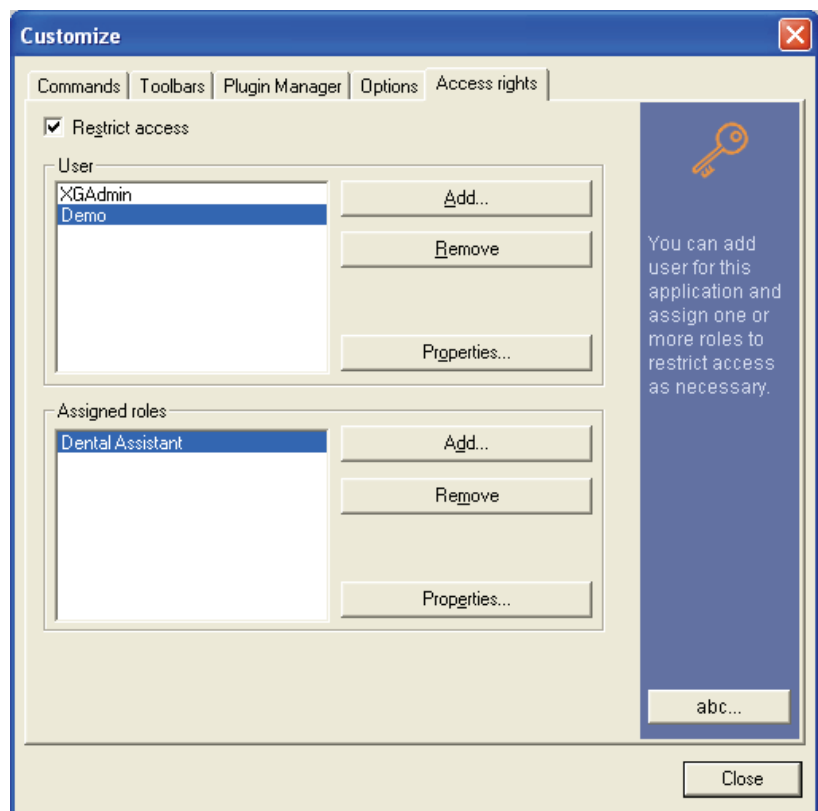 Customize
Commands Toolbars Plugin Manager Options Access rights
Restrict access
User
XGAdmin
Demo
Add...
Remove
Properties...
Assigned roles
Dental Assistant
Add...
Remove
Properties...
You can add
user for this
application and
assign one or
more roles to
restrict access
as necessary.
abc...
Close